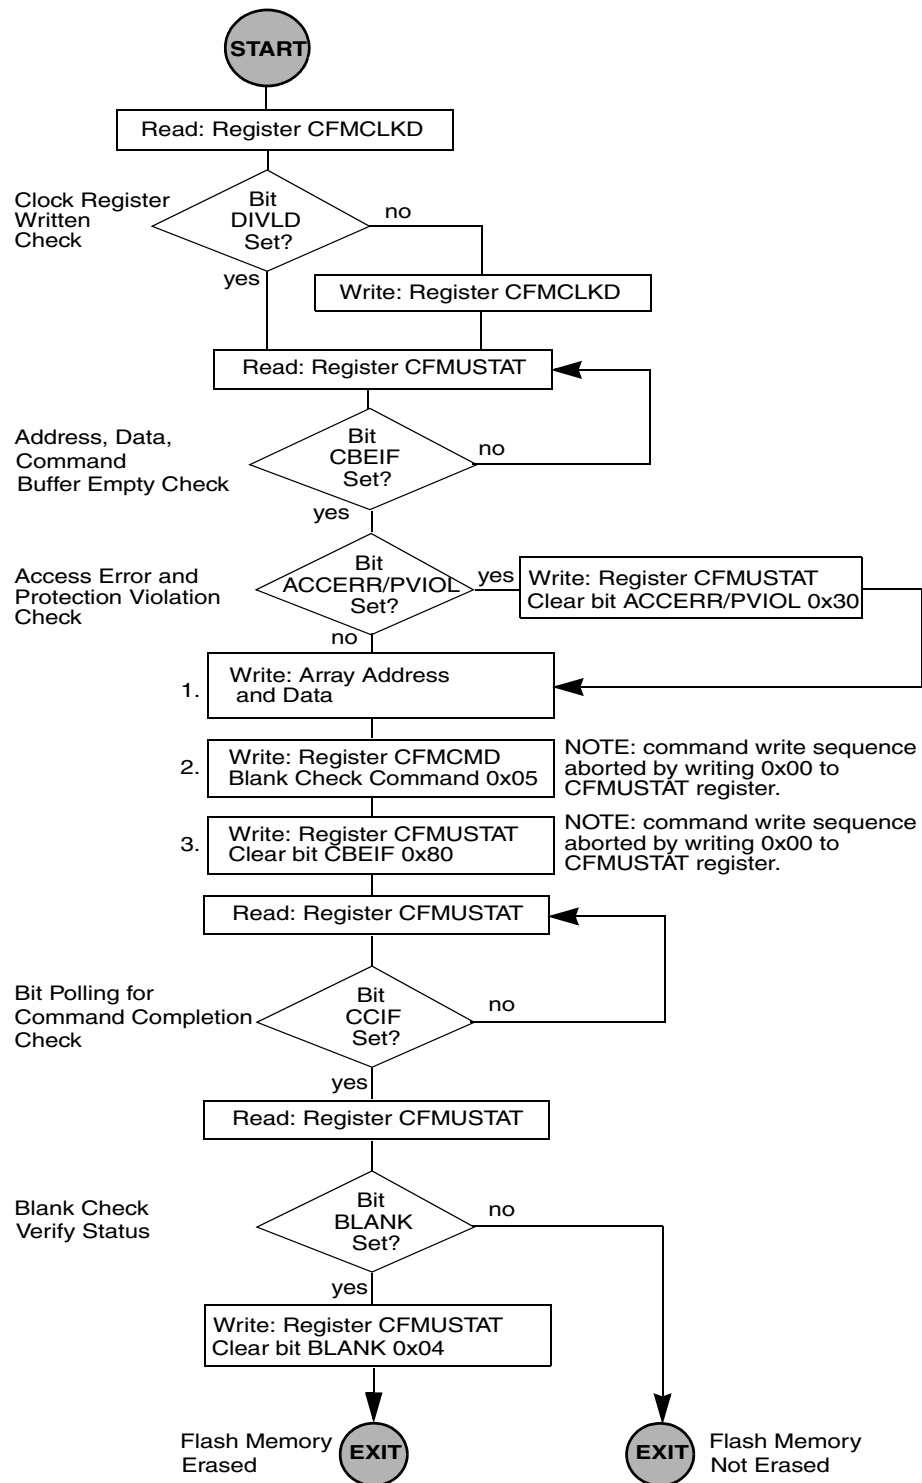 START
Read: Register CFMCLKD
Clock Register
Written
Check
Bit
DIVLD
Set?
no
yes
Write: Register CFMCLKD
Read: Register CFMUSTAT
Address, Data,
Command
Buffer Empty Check
Bit
CBEIF
Set?
no
yes
Access Error and
Protection Violation
Check
Bit
ACCERR/PVIOL
Set?
yes
Write: Register CFMUSTAT
Clear bit ACCERR/PVIOL 0x30
no
1.
Write: Array Address
and Data
2.
Write: Register CFMCMD
Blank Check Command 0x05
NOTE: command write sequence
aborted by writing 0x00 to
CFMUSTAT register.
3.
Write: Register CFMUSTAT
Clear bit CBEIF 0x80
NOTE: command write sequence
aborted by writing 0x00 to
CFMUSTAT register.
Read: Register CFMUSTAT
Bit Polling for
Command Completion
Check
Bit
CCIF
Set?
no
yes
Read: Register CFMUSTAT
Blank Check
Verify Status
Bit
BLANK
Set?
no
yes
Write: Register CFMUSTAT
Clear bit BLANK 0x04
Flash Memory
Erased
EXIT
EXIT
Flash Memory
Not Erased